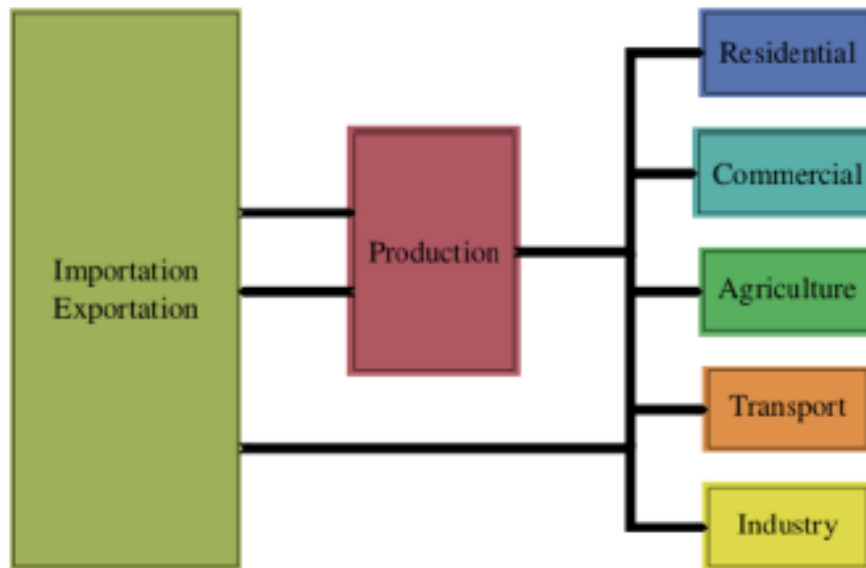 Importation
Exportation
Production
Residential
Commercial
Agriculture
Transport
Industry